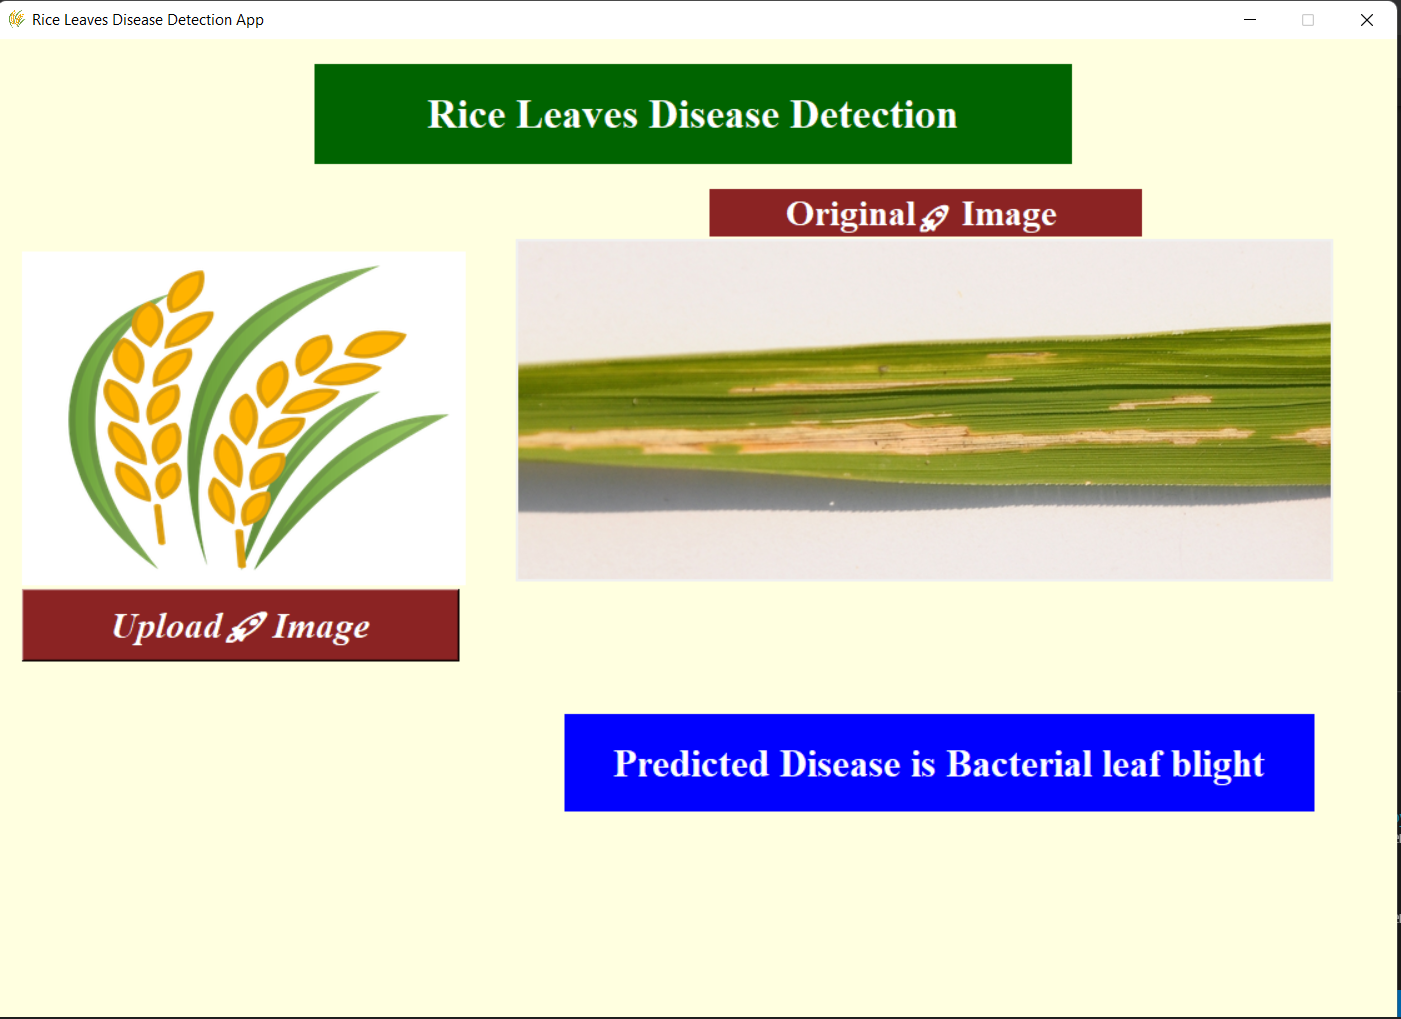 Rice Leaves Disease Detection App
Rice Leaves Disease Detection
Original🚀 Image
Upload🚀 Image
Predicted Disease is Bacterial leaf blight